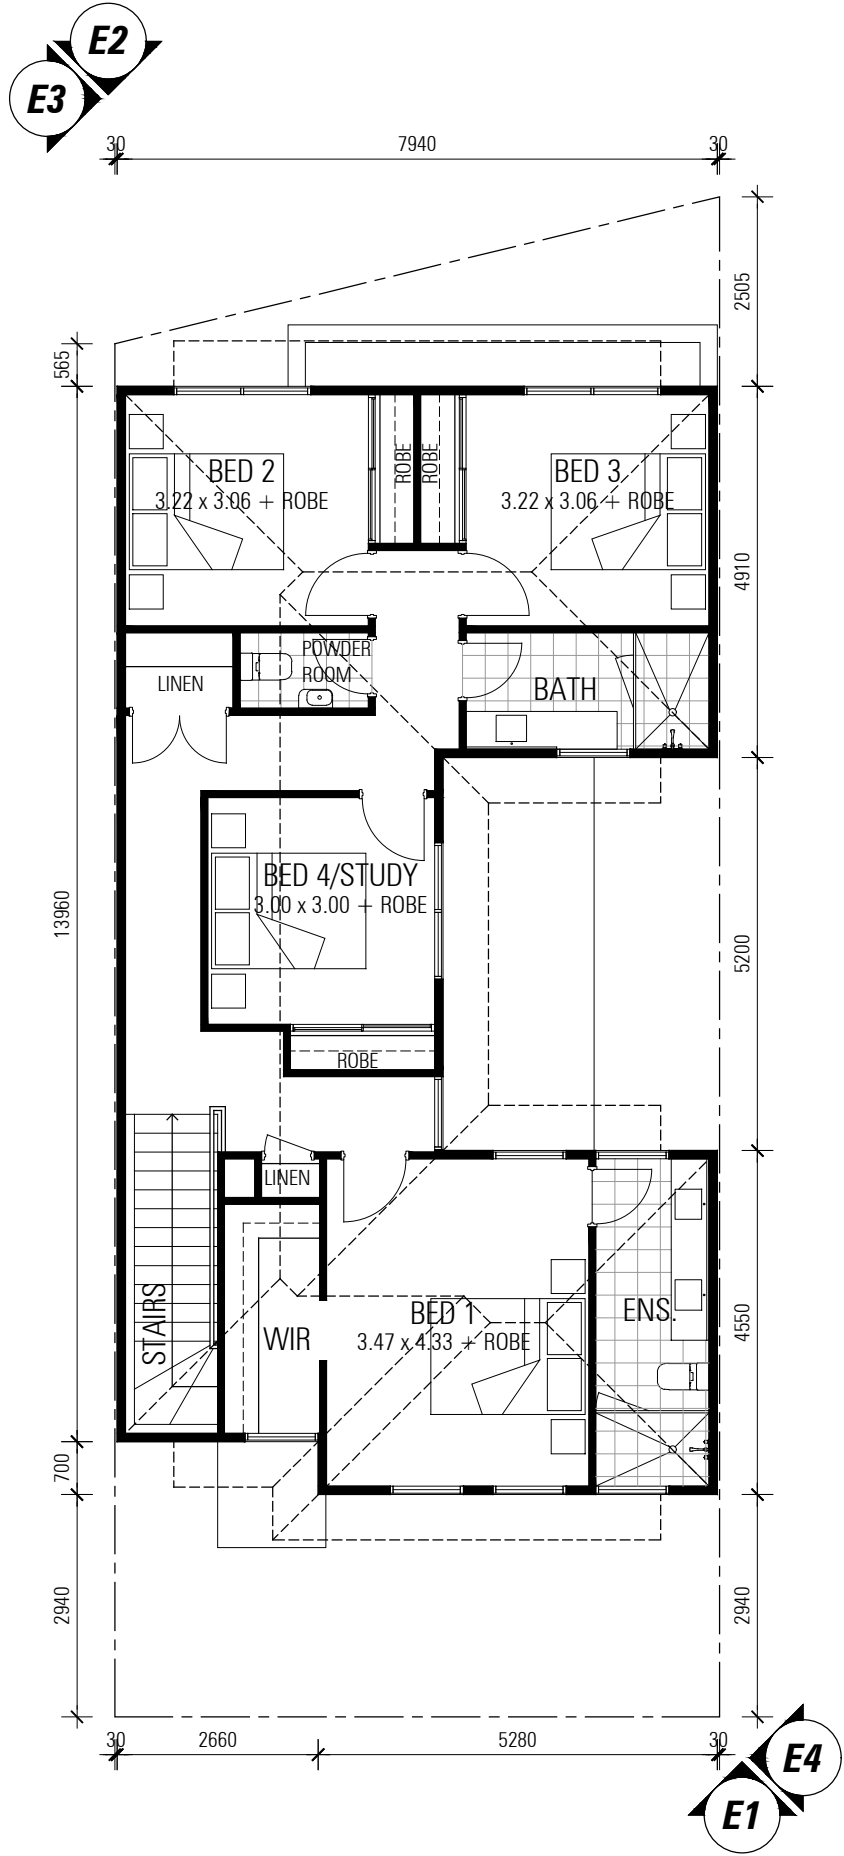 E2
E3
30
7940
30
2505
565
ROBE
ROBE
BED 2
3.22 x 3.06 + ROBE
BED 3
3.22 x 3.06 + ROBE
4910
POWDER
ROOM
LINEN
BATH
BED 4/STUDY
3.00 x 3.00 + ROBE
13960
5200
ROBE
LINEN
STAIRS
WIR
BED 1
3.47 x 4.33 + ROBE
ENS.
4550
700
2940
2940
30
2660
5280
30
E4
E1